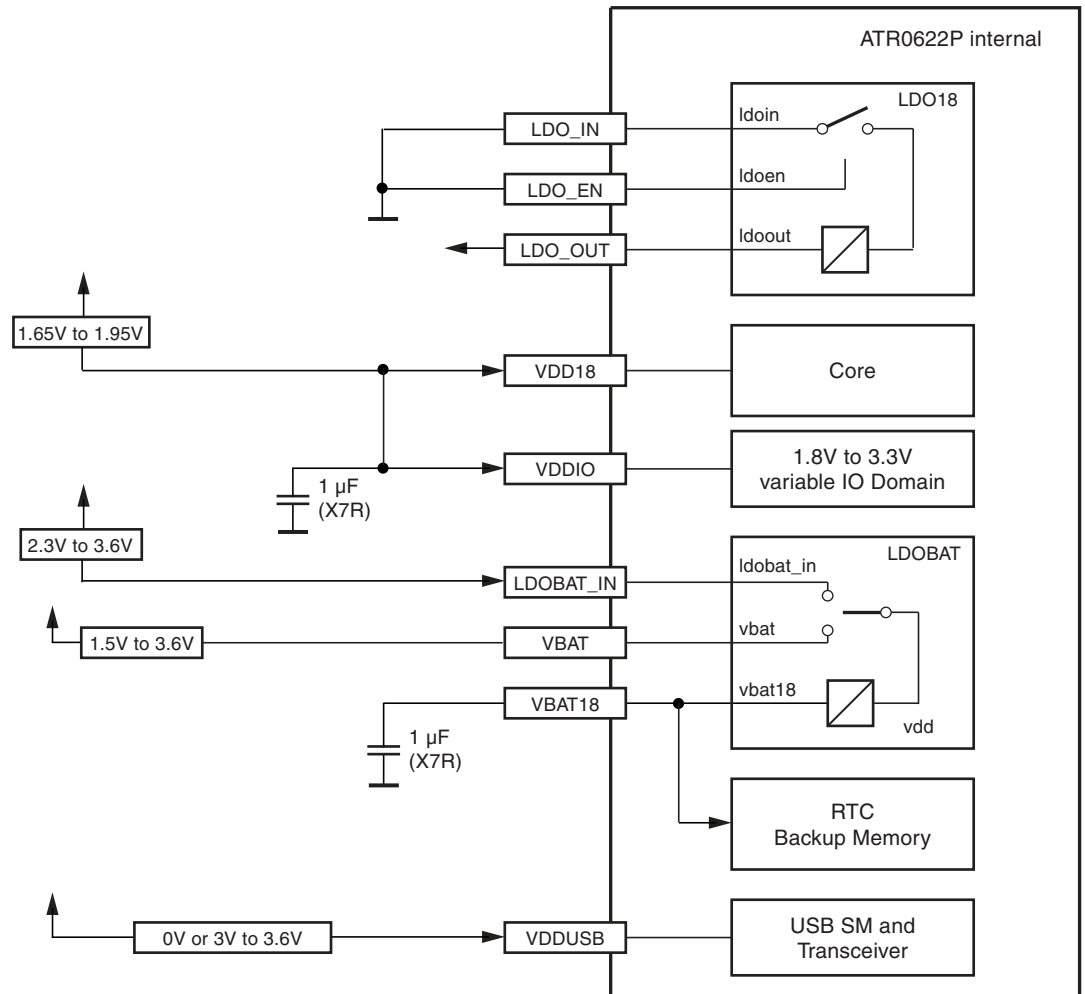 ATR0622P internal
LDO18
LDO_IN
ldoin
LDO_EN
ldoen
LDO_OUT
ldoout
1.65V to 1.95V
VDD18
Core
VDDIO
1.8V to 3.3V
variable IO Domain
1 µF
(X7R)
2.3V to 3.6V
LDOBAT
LDOBAT_IN
ldobat_in
1.5V to 3.6V
VBAT
vbat
VBAT18
vbat18
vdd
1 µF
(X7R)
RTC
Backup Memory
0V or 3V to 3.6V
VDDUSB
USB SM and
Transceiver